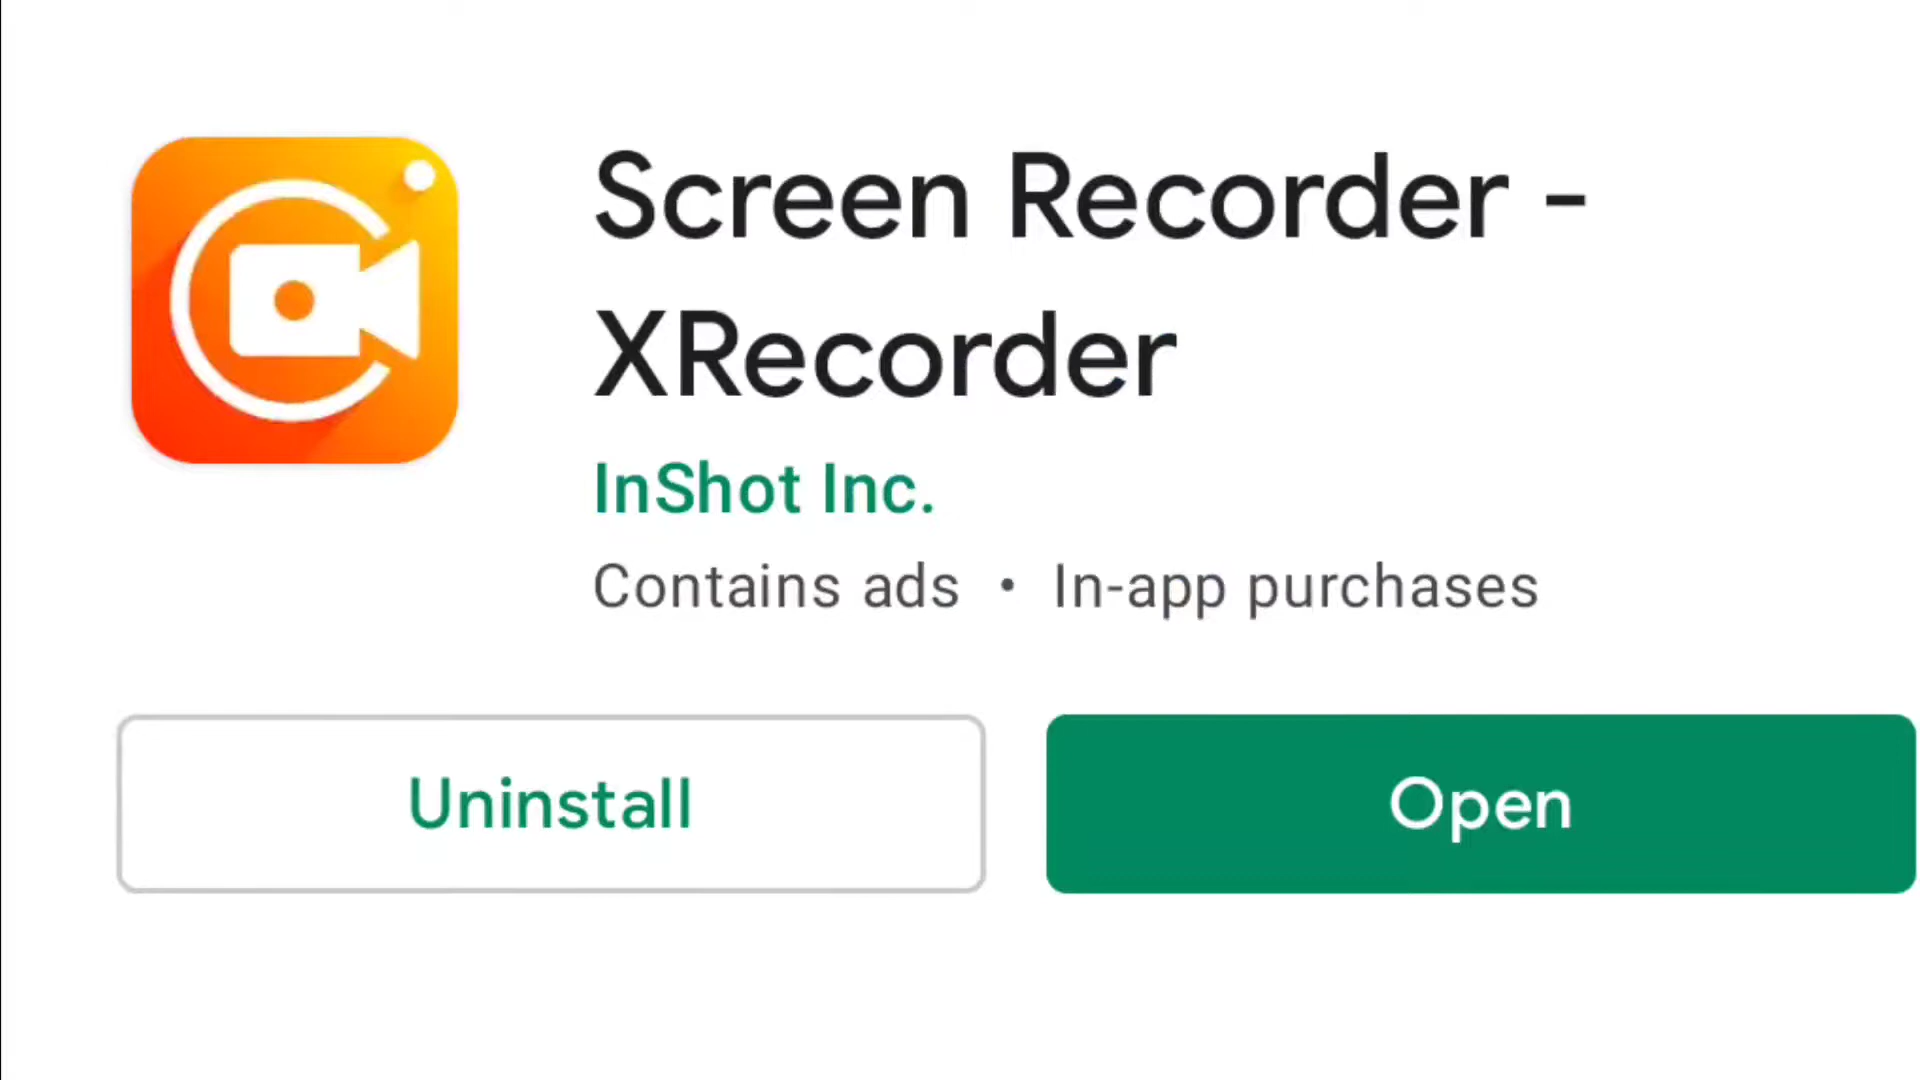 Screen Recorder -
XRecorder
InShot Inc.
Contains ads • In-app purchases
Uninstall
Open